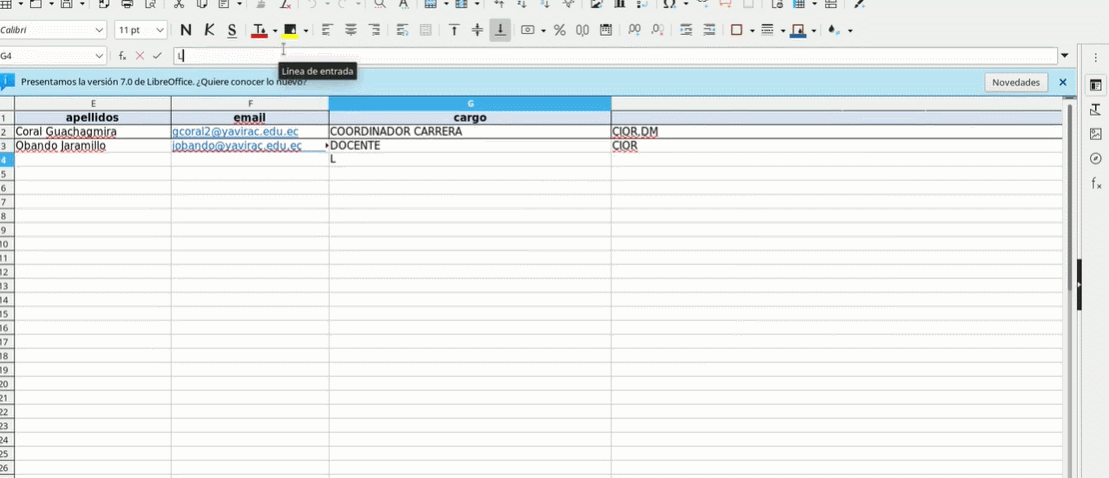 Calibri 11 pt N K S
G4 L
Línea de entrada
Presentamos la versión 7.0 de LibreOffice. ¿Quiere conocer lo nuevo? Novedades
E F G
1 apellidos email cargo
2 Coral Guachagmira gcoral2@yavirac.edu.ec COORDINADOR CARRERA CIOR.DM
3 Obando Jaramillo jobando@yavirac.edu.ec DOCENTE CIOR
4 L
5
6
7
8
9
10
11
12
13
14
15
16
17
18
19
20
21
22
23
24
25
26